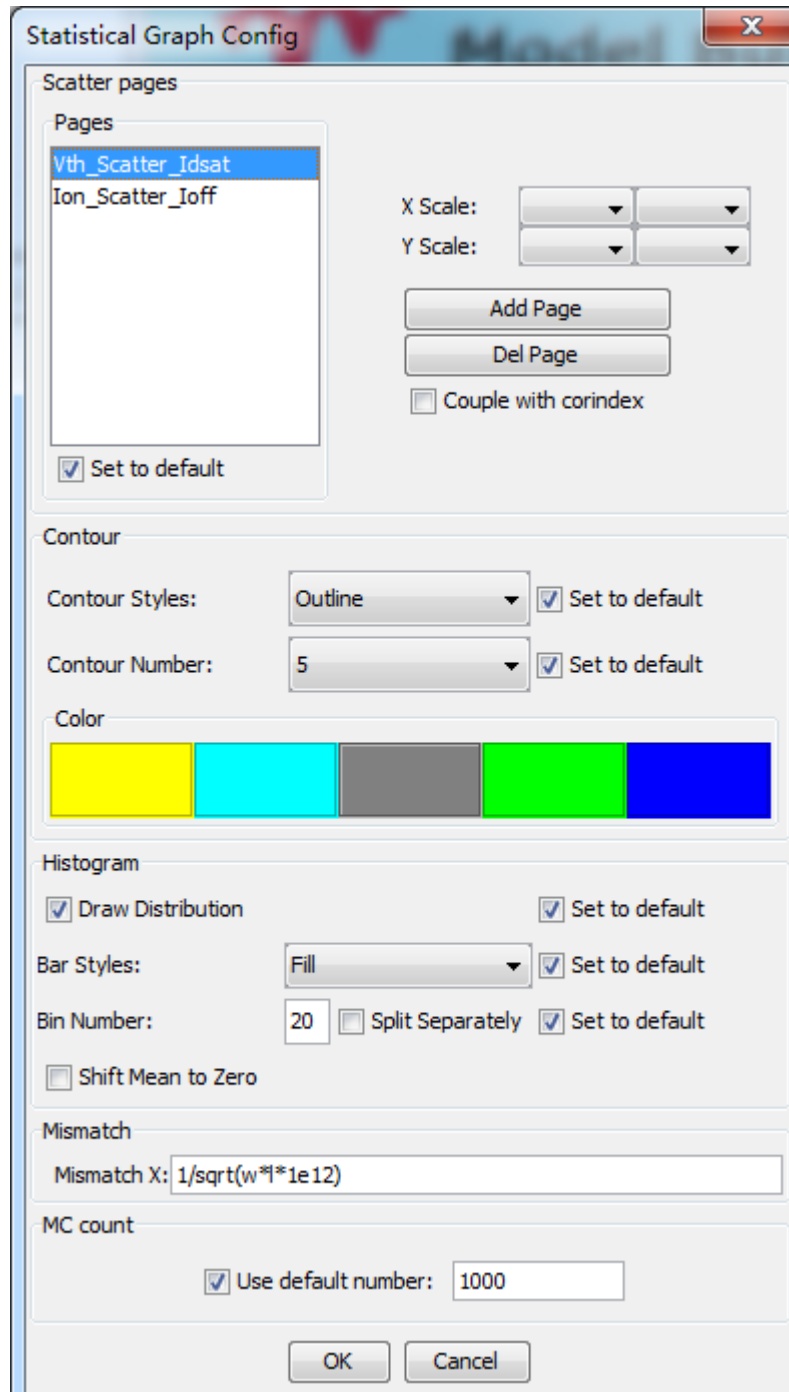 Statistical Graph Config
Scatter pages
Pages
Vth_Scatter_Idsat
Ion_Scatter_Ioff
Set to default
X Scale:
Y Scale:
Add Page
Del Page
Couple with corindex
Contour
Contour Styles: Outline Set to default
Contour Number: 5 Set to default
Color
Histogram
Draw Distribution Set to default
Bar Styles: Fill Set to default
Bin Number: 20 Split Separately Set to default
Shift Mean to Zero
Mismatch
Mismatch X: 1/sqrt(w*l*1e12)
MC count
Use default number: 1000
OK Cancel